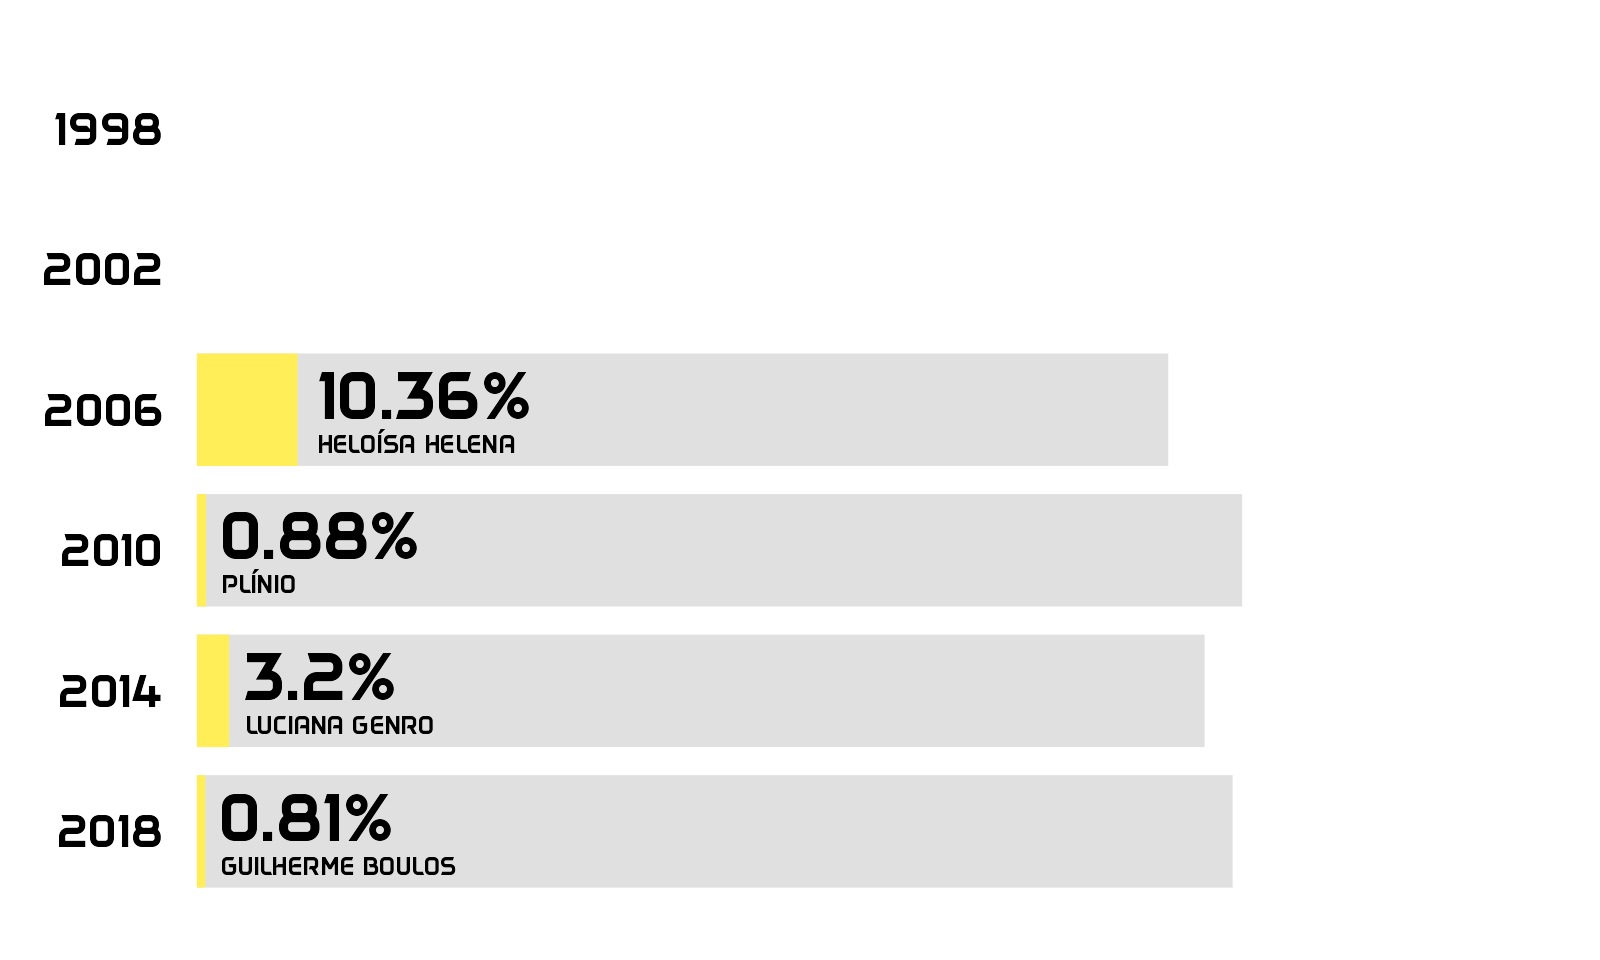 1998
2002
2006
10.36%
HELOÍSA HELENA
2010
0.88%
PLÍNIO
2014
3.2%
LUCIANA GENRO
2018
0.81%
GUILHERME BOULOS